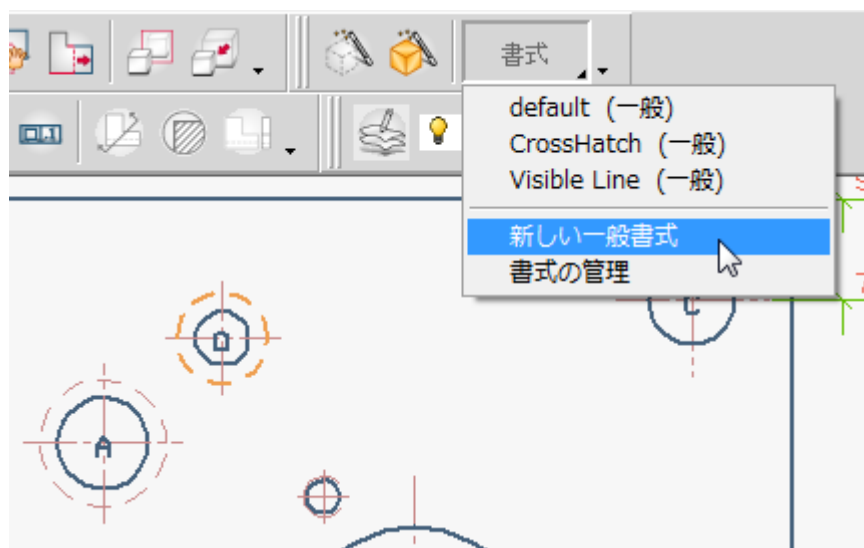 書式
default (一般)
CrossHatch (一般)
Visible Line (一般)
新しい一般書式
書式の管理
D
C
A